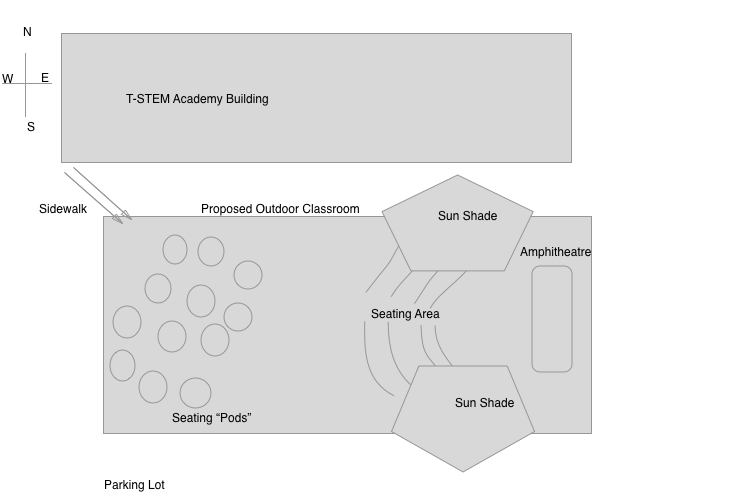 N
W
E
S
T-STEM Academy Building
Sidewalk
Proposed Outdoor Classroom
Sun Shade
Amphitheatre
Seating Area
Sun Shade
Seating “Pods”
Parking Lot